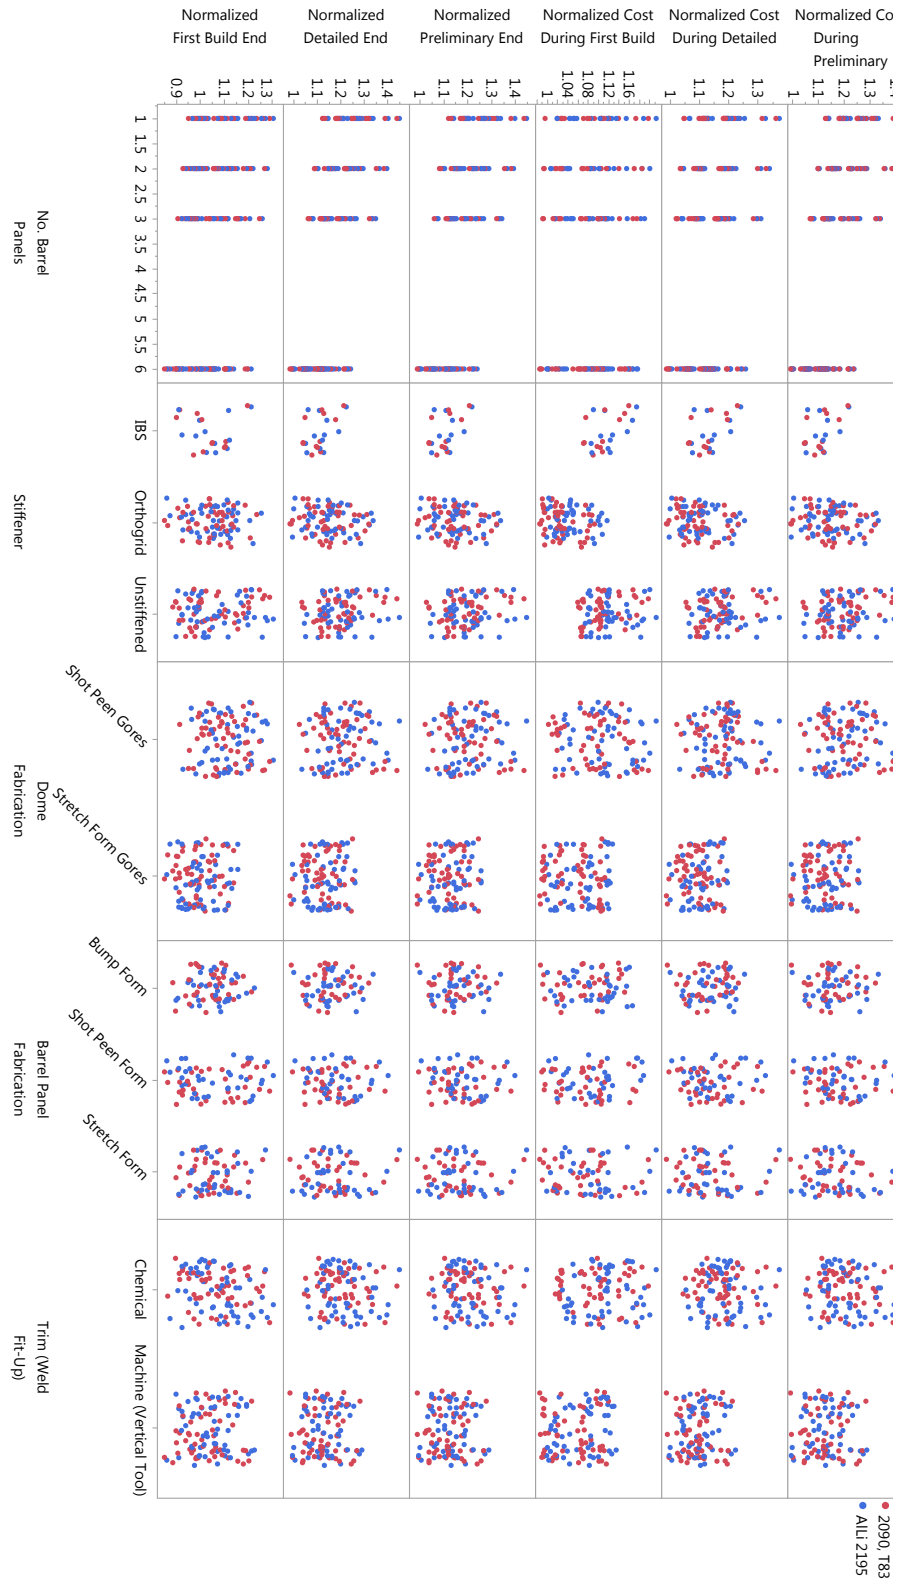 Normalized
First Build End
Normalized
Detailed End
Normalized
Preliminary End
Normalized Cost
During First Build
Normalized Cost
During Detailed
Normalized Co
During
Preliminary
0.9 1 1.1 1.2 1.3
1 1.1 1.2 1.3 1.4
1 1.1 1.2 1.3 1.4
1 1.04 1.08 1.12 1.16
1 1.1 1.2 1.3
1 1.1 1.2 1.3
1 1.5 2 2.5 3 3.5 4 4.5 5 5.5 6
No. Barrel
Panels
IBS
Orthogrid
Unstiffened
Stiffener
Shot Peen Gores
Stretch Form Gores
Dome
Fabrication
Bump Form
Shot Peen Form
Stretch Form
Barrel Panel
Fabrication
Chemical
Machine (Vertical Tool)
Trim (Weld
Fit-Up)
2090, T83
AlLi 2195